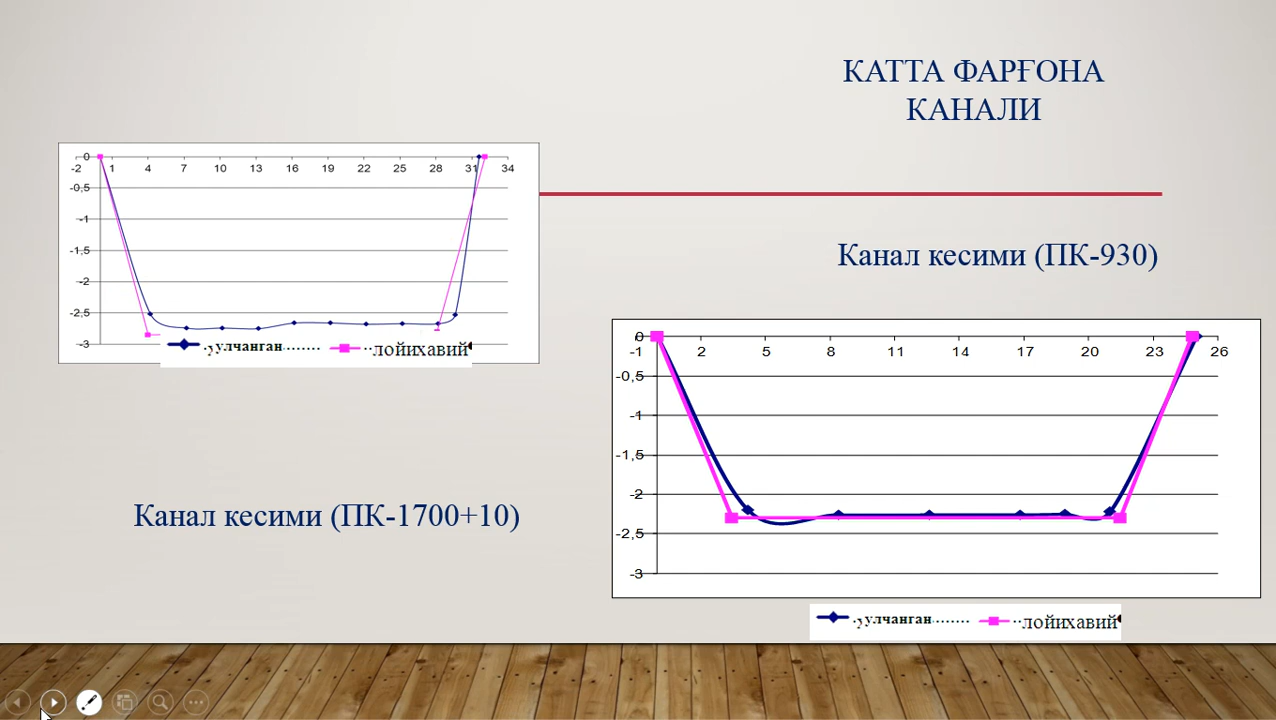 КАТТА ФАРҒОНА
КАНАЛИ
0
-2 1 4 7 10 13 16 19 22 25 28 31 34
-0,5
-1
-1,5
-2
-2,5
-3
уулчанган ....... лойихавий
Канал кесими (ПК-930)
0
-1 2 5 8 11 14 17 20 23 26
-0,5
-1
-1,5
-2
-2,5
-3
уулчанган ........ лойихавий
Канал кесими (ПК-1700+10)